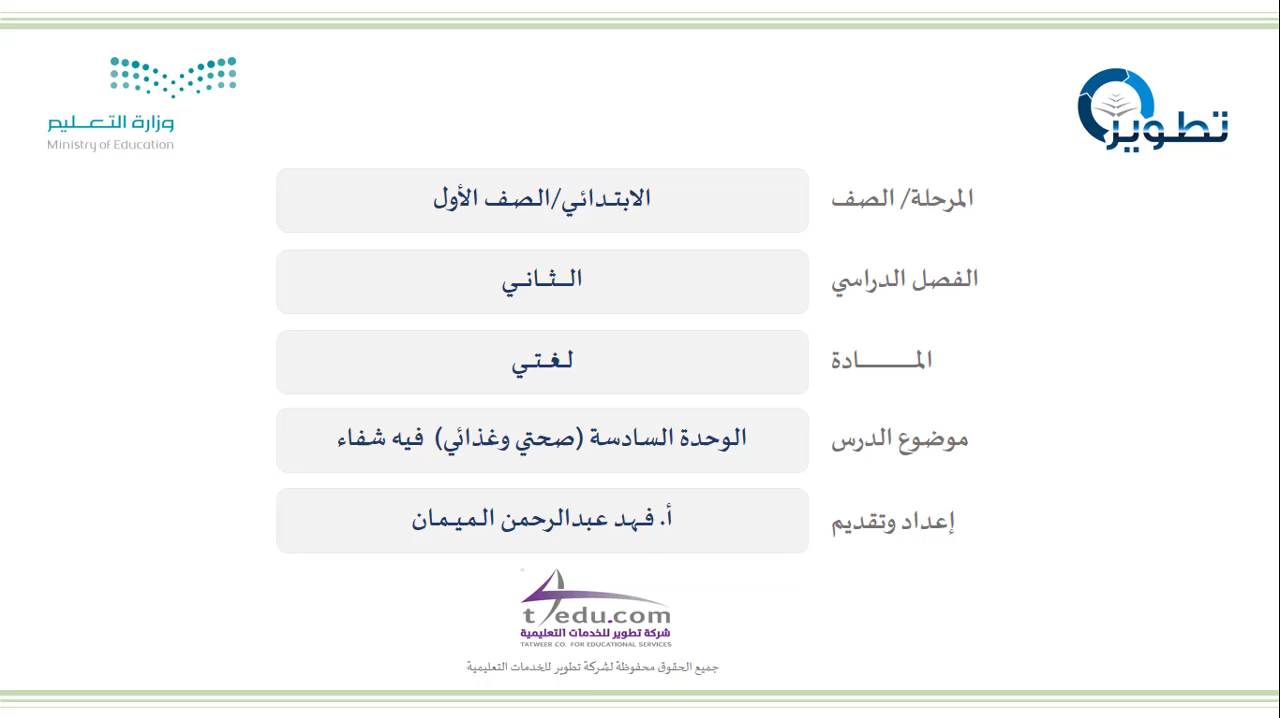 وزارة التعليم
Ministry of Education
تطوير
المرحلة/ الصف
الابتدائي/الصف الأول
الفصل الدراسي
الثاني
المادة
لغتي
موضوع الدرس
الوحدة السادسة (صحتي وغذائي) فيه شفاء
إعداد وتقديم
أ. فهد عبدالرحمن الميمان
t4edu.com
شركة تطوير للخدمات التعليمية
TATWEER CO. FOR EDUCATIONAL SERVICES
جميع الحقوق محفوظة لشركة تطوير للخدمات التعليمية